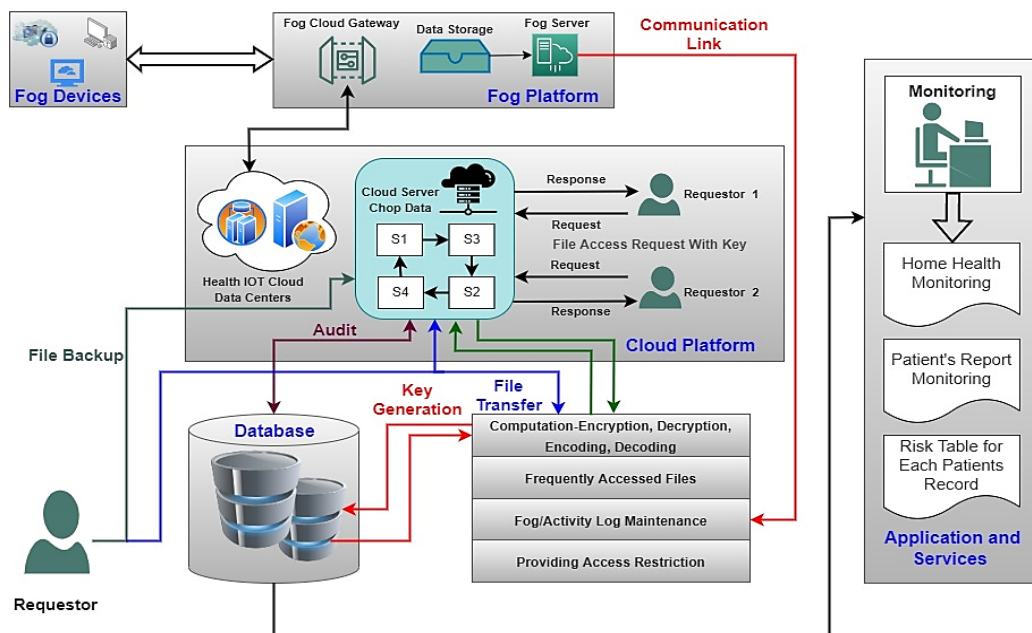 Fog Devices
Fog Cloud Gateway
Data Storage
Fog Server
Fog Platform
Communication
Link
Monitoring
Home Health
Monitoring
Patient's Report
Monitoring
Risk Table for
Each Patients
Record
Application and
Services
Health IOT Cloud
Data Centers
Cloud Server
Chop Data
S1
S3
S4
S2
Response
Requestor 1
Request
File Access Request With Key
Request
Requestor 2
Response
Cloud Platform
File Backup
Audit
Key
Generation
File
Transfer
Database
Computation-Encryption, Decryption,
Encoding, Decoding
Frequently Accessed Files
Fog/Activity Log Maintenance
Providing Access Restriction
Requestor